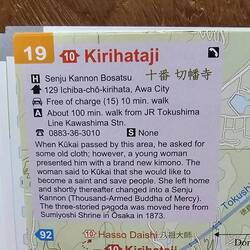 19 10 Kirihataji
H Senju Kannon Bosatsu 十番 切幡寺
129 Ichiba-chō-kirihata, Awa City
Free of charge (15) 10 min. walk
A About 100 min. walk from JR Tokushima
Line Kawashima Stn.
0883-36-3010 S None
When Kūkai passed by this area, he asked for
some old cloth; however, a young woman
presented him with a brand new kimono. The
woman said to Kūkai that she would like to
become a saint and save people. She left home
and shortly thereafter changed into a Senju
Kannon (Thousand-Armed Buddha of Mercy).
The three-storied pagoda was moved here from
Sumiyoshi Shrine in Ōsaka in 1873.
92 Hasso Daishi 八祖大師
10 Kirihataji